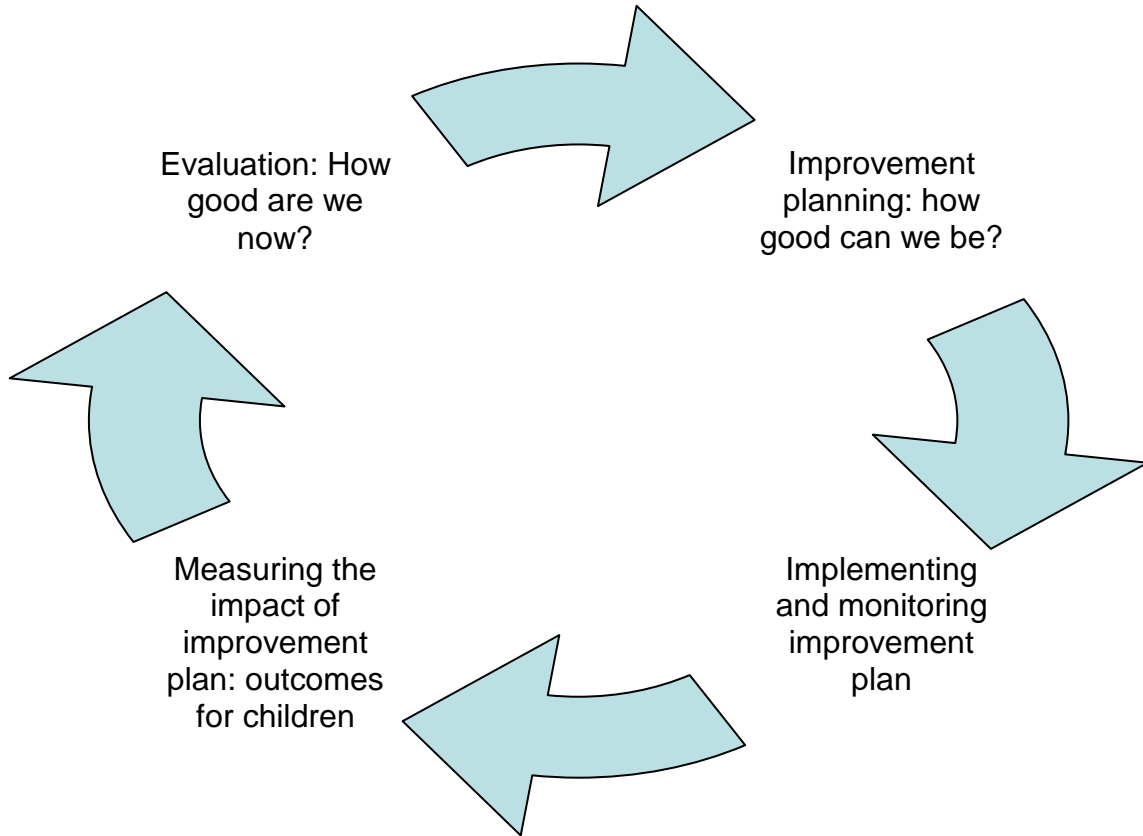 Evaluation: How
good are we
now?
Improvement
planning: how
good can we be?
Implementing
and monitoring
improvement
plan
Measuring the
impact of
improvement
plan: outcomes
for children